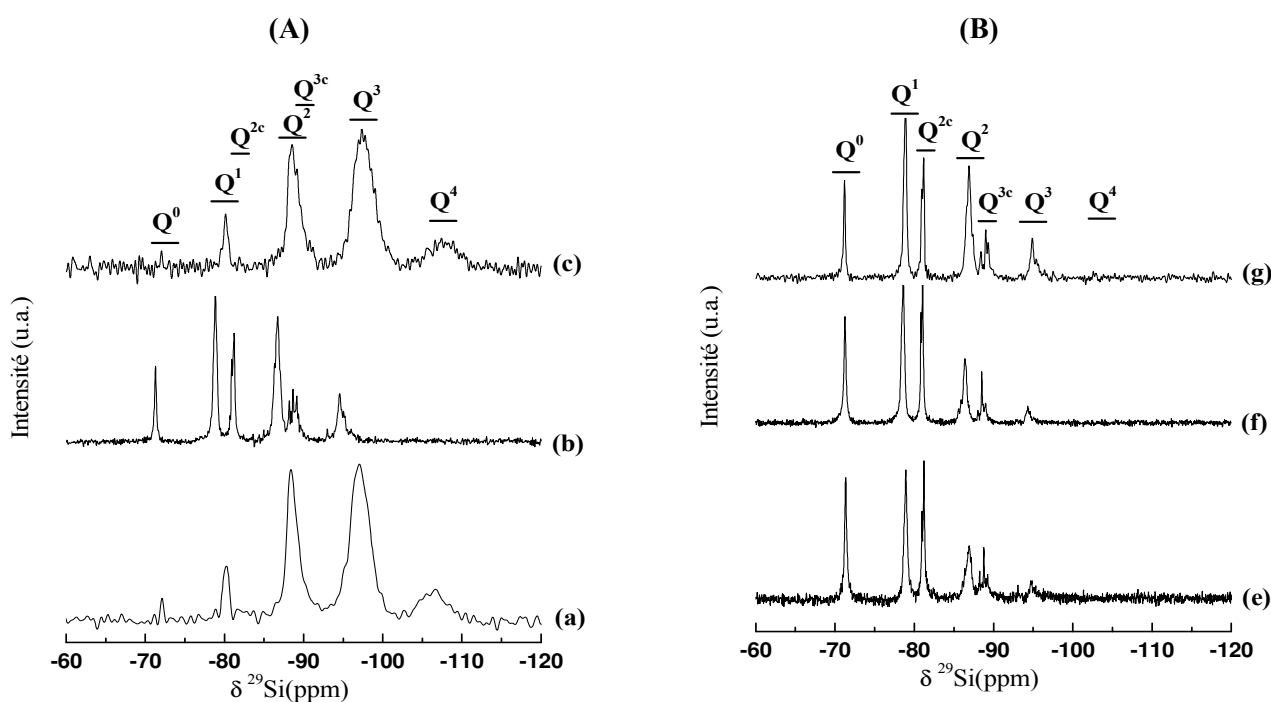 (A)
Q³ᶜ
Q³
Q²
Q²ᶜ
Q¹
Q⁴
Q⁰
(c)
(b)
(a)
Intensité (u.a.)
-60 -70 -80 -90 -100 -110 -120
δ ²⁹Si(ppm)
(B)
Q¹
Q²ᶜ
Q²
Q⁰
Q³ᶜ
Q³
Q⁴
(g)
(f)
(e)
Intensité (u.a.)
-60 -70 -80 -90 -100 -110 -120
δ ²⁹Si(ppm)